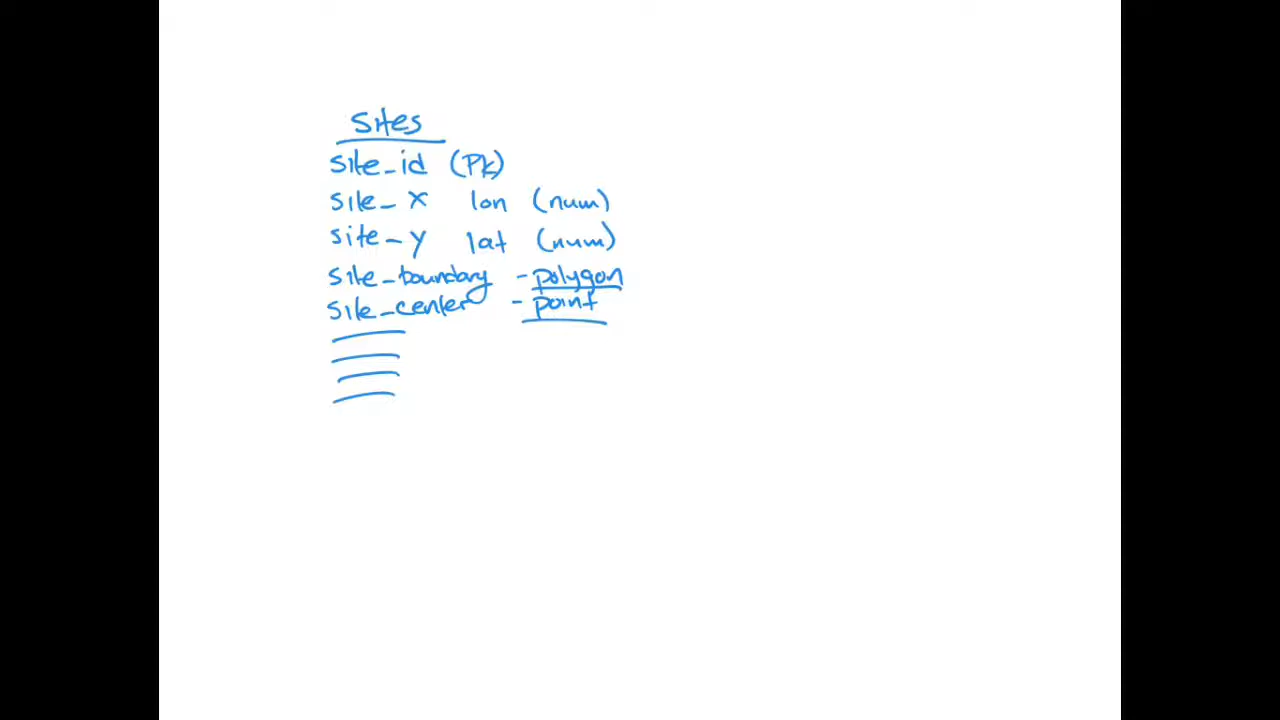 Sites
site_id (PK)
site_x lon (num)
site_y lat (num)
site_boundary - polygon
site_center - point